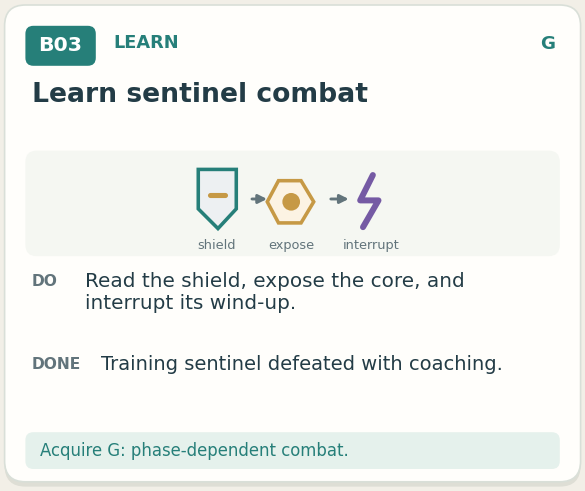 B03 LEARN G
Learn sentinel combat
shield expose interrupt
DO Read the shield, expose the core, and
interrupt its wind-up.
DONE Training sentinel defeated with coaching.
Acquire G: phase-dependent combat.